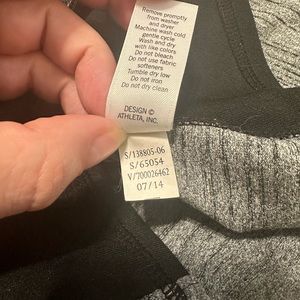 Remove promptly
from washer
and dryer
Machine wash cold
gentle cycle
Wash and dry
with like colors
Do not bleach
Do not use fabric
softeners
Tumble dry low
Do not iron
Do not dry clean
DESIGN ©
ATHLETA, INC.
S/138805-06
S/65054
V/700026462
07/14